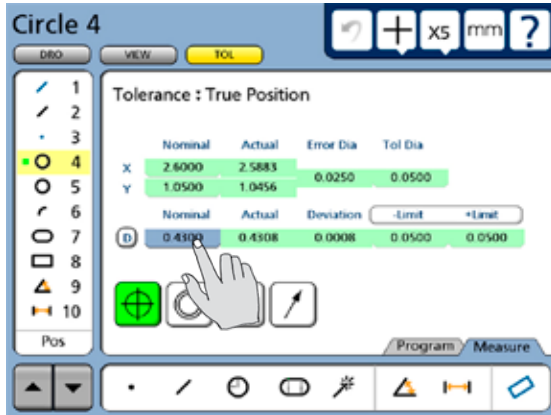 Circle 4
X5 mm ?
DRO VIEW TOL
1
2
3
4
5
6
7
8
9
10
Pos
Tolerance : True Position
Nominal Actual Error Dia Tol Dia
X 2.6000 2.5883 0.0250 0.0500
Y 1.0500 1.0456
Nominal Actual Deviation -Limit +Limit
D 0.4300 0.4308 0.0008 0.0500 0.0500
Program Measure